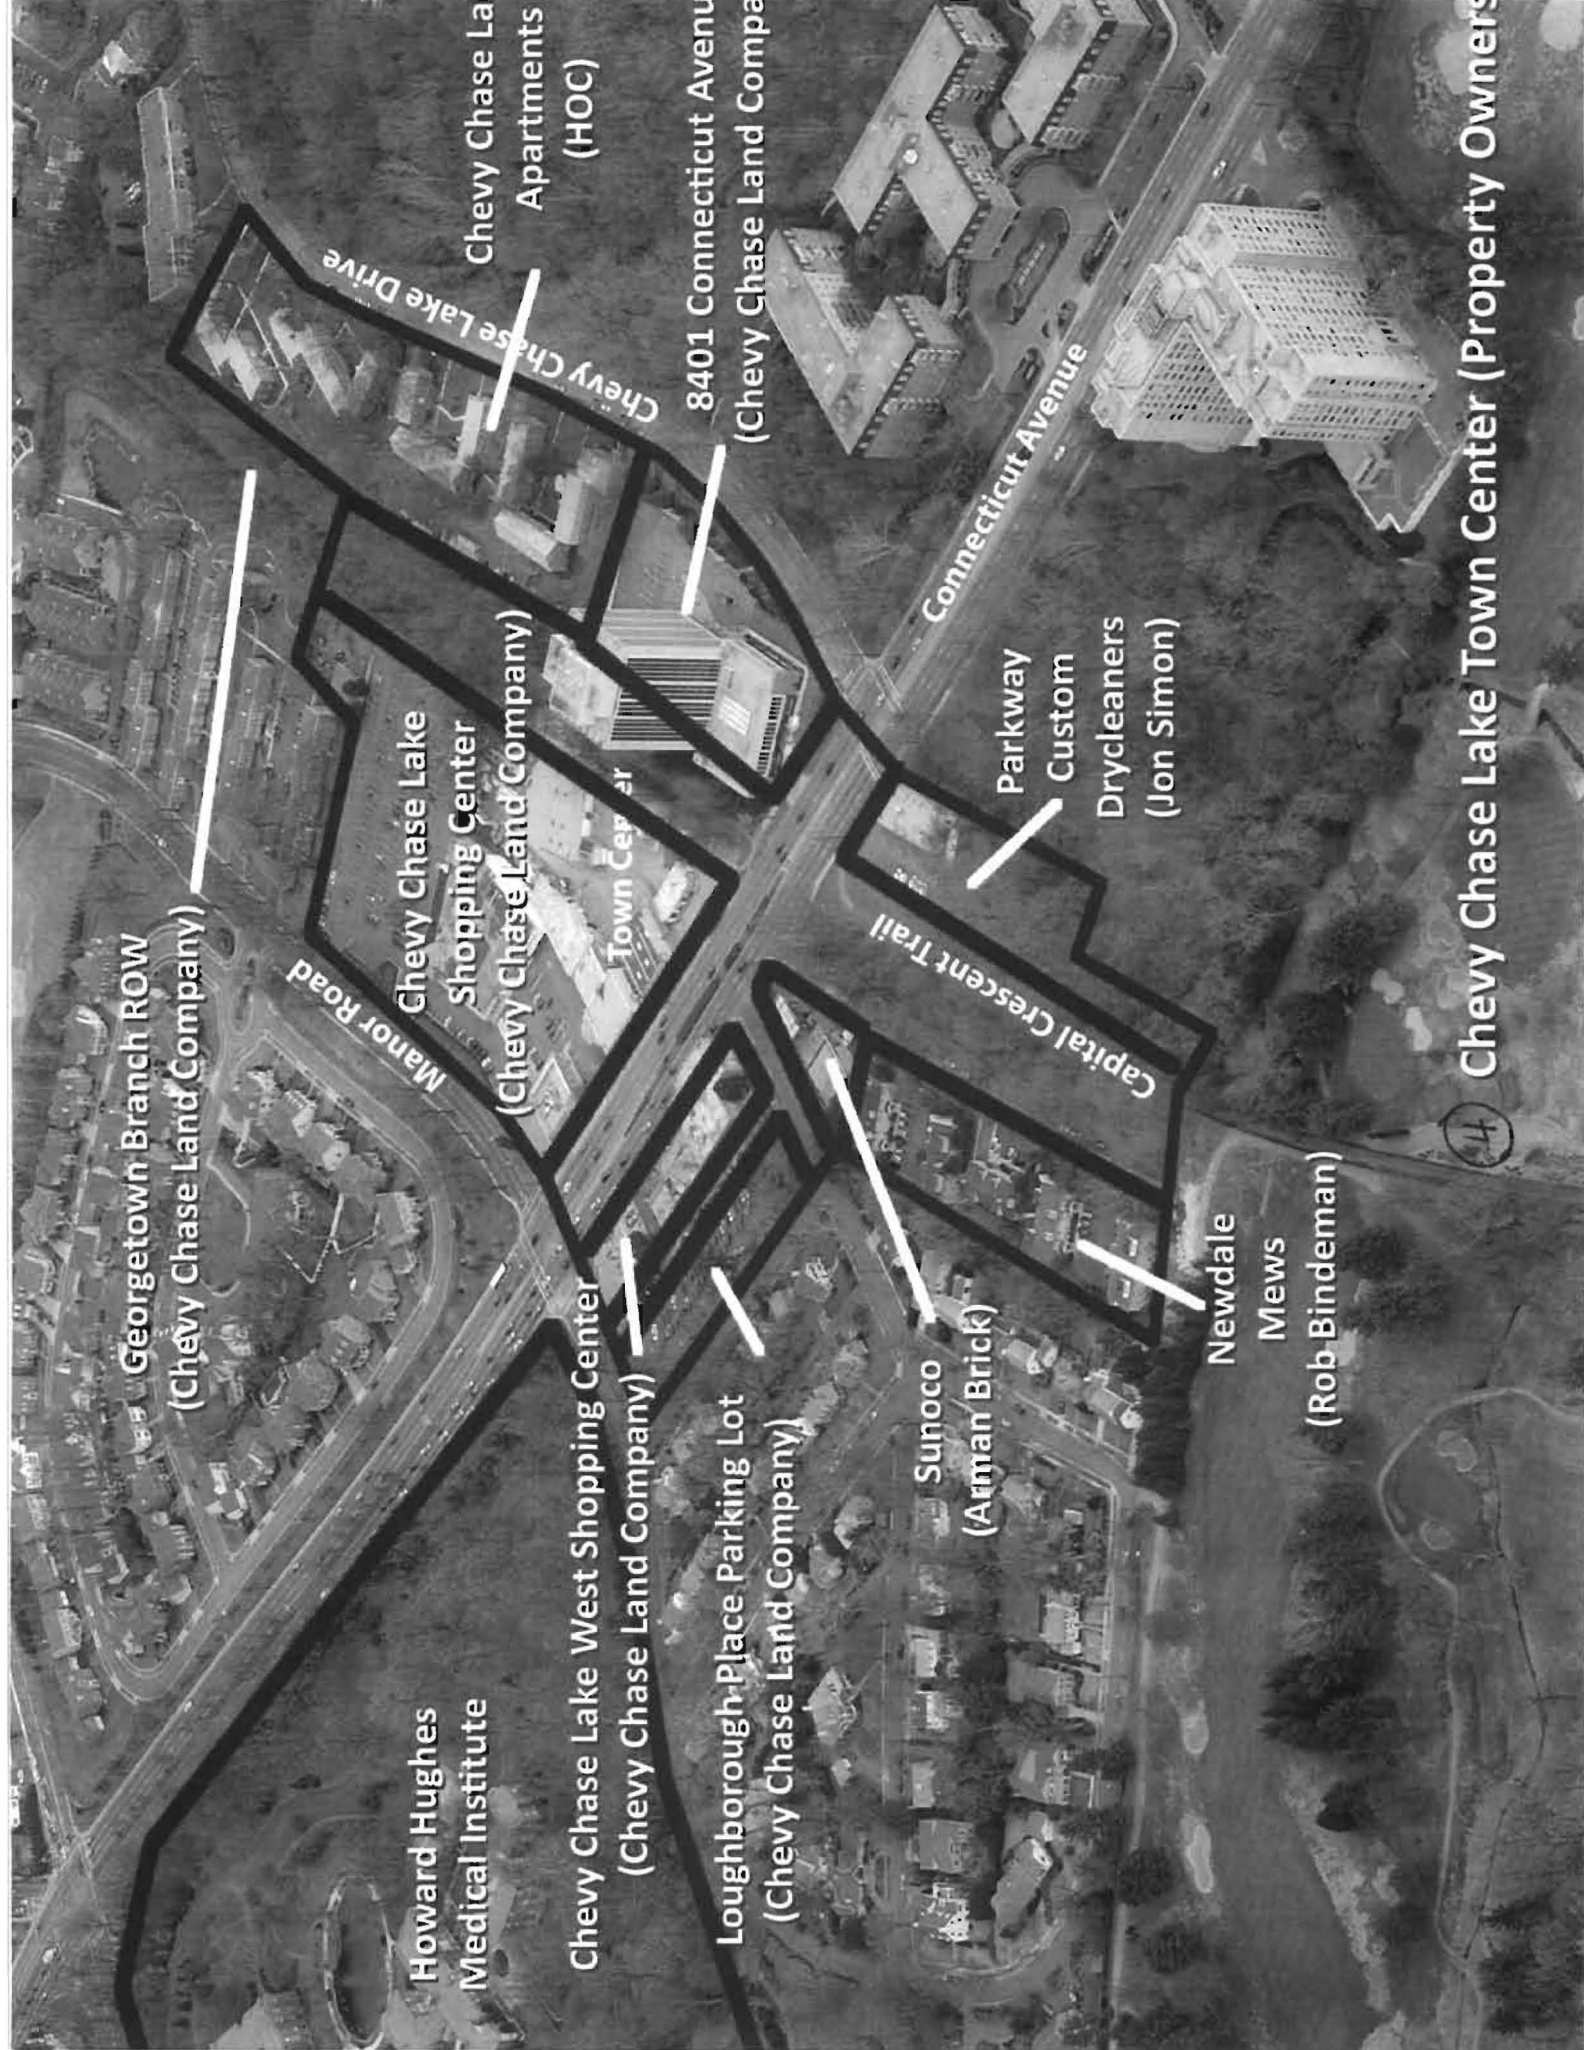 Georgetown Branch ROW
(Chevy Chase Land Company)
Howard Hughes
Medical Institute
Manor Road
Chevy Chase Lake
Shopping Center
(Chevy Chase Land Company)
Town Center
Chevy Chase Lake Drive
Chevy Chase La
Apartments
(HOC)
8401 Connecticut Avenu
(Chevy Chase Land Compa
Chevy Chase Lake West Shopping Center
(Chevy Chase Land Company)
Loughborough Place Parking Lot
(Chevy Chase Land Company)
Sunoco
(Arman Brick)
Capital Crescent Trail
Connecticut Avenue
Parkway
Custom
Drycleaners
(Jon Simon)
Newdale
Mews
(Rob Bindeman)
14
Chevy Chase Lake Town Center (Property Owners